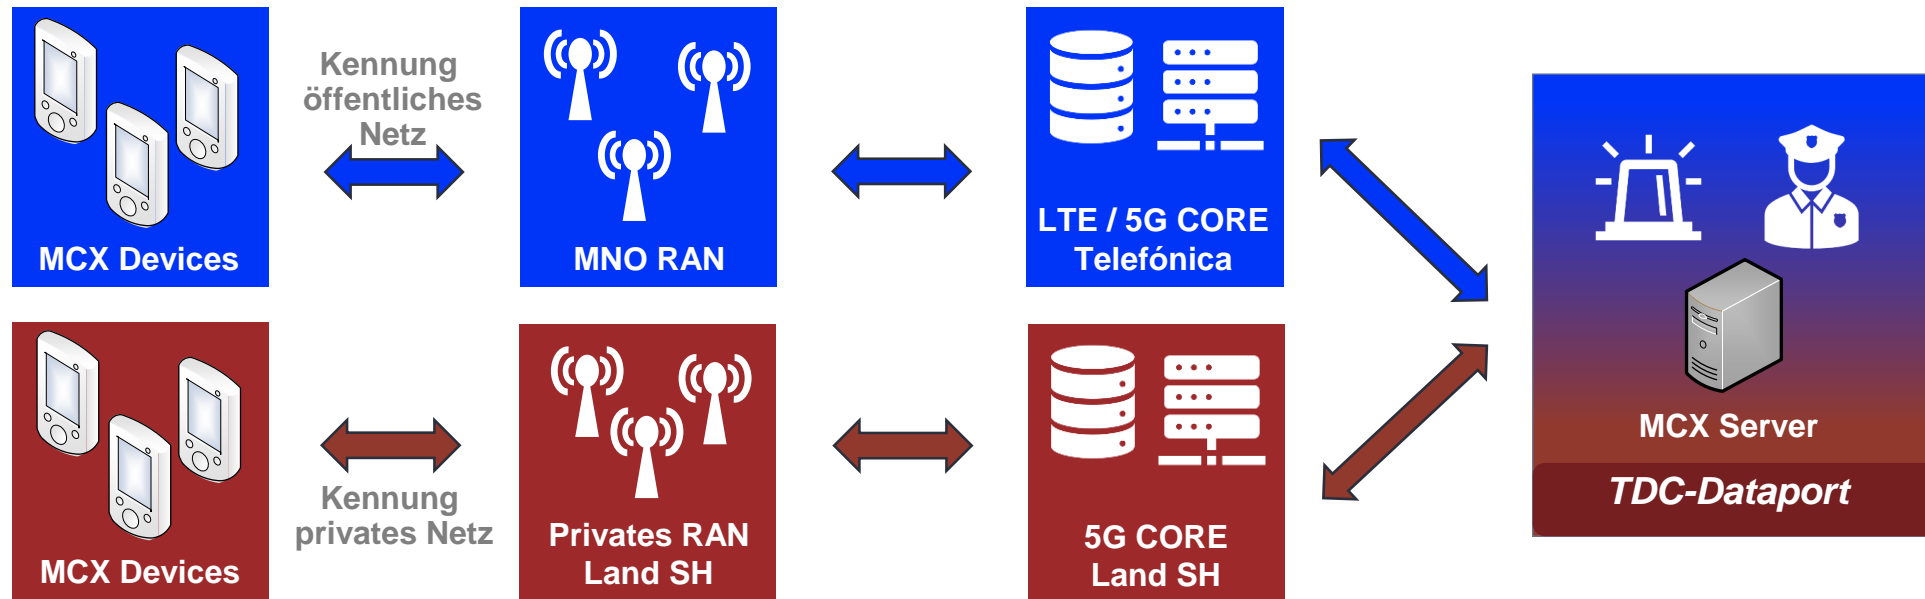 MCX Devices
Kennung
öffentliches
Netz
MNO RAN
LTE / 5G CORE
Telefónica
MCX Devices
Kennung
privates Netz
Privates RAN
Land SH
5G CORE
Land SH
MCX Server
TDC-Dataport